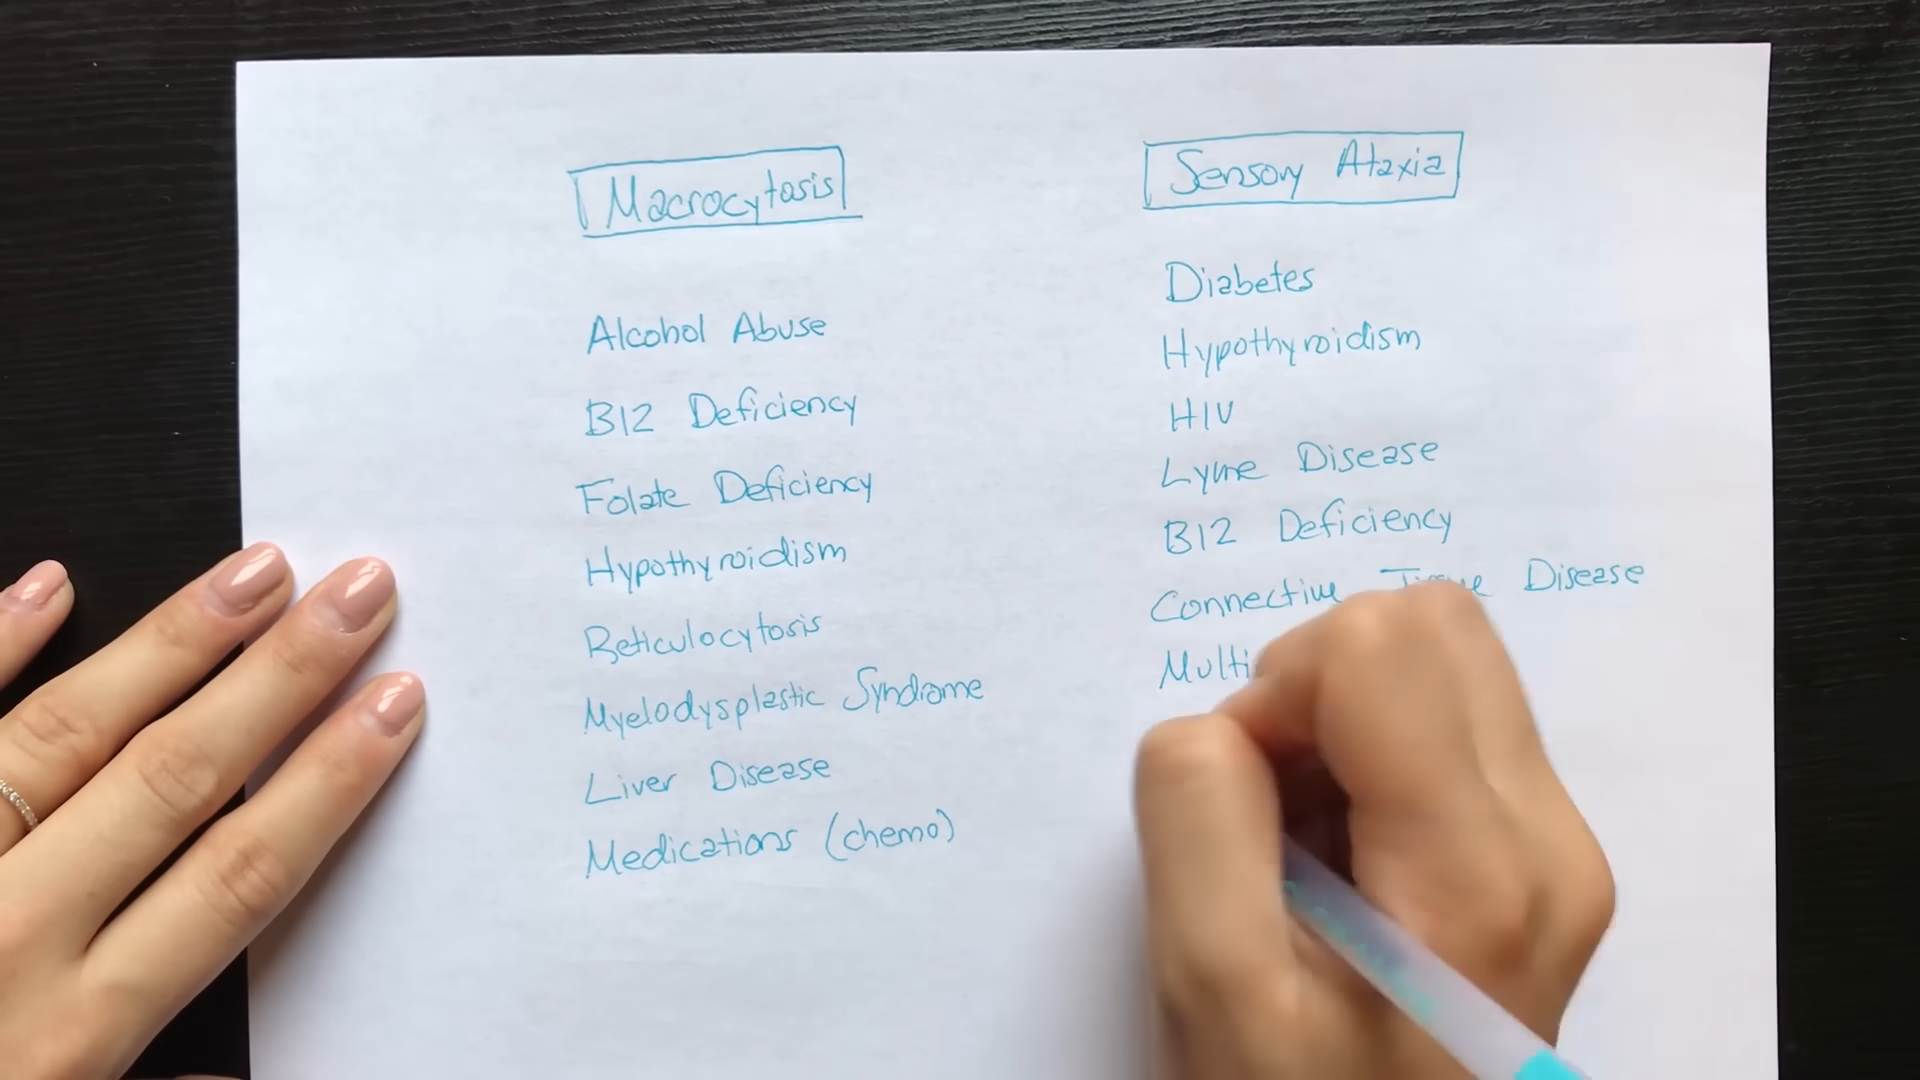 Macrocytosis
Alcohol Abuse
B12 Deficiency
Folate Deficiency
Hypothyroidism
Reticulocytosis
Myelodysplastic Syndrome
Liver Disease
Medications (chemo)
Sensory Ataxia
Diabetes
Hypothyroidism
HIV
Lyme Disease
B12 Deficiency
Connective Tissue Disease
Multi